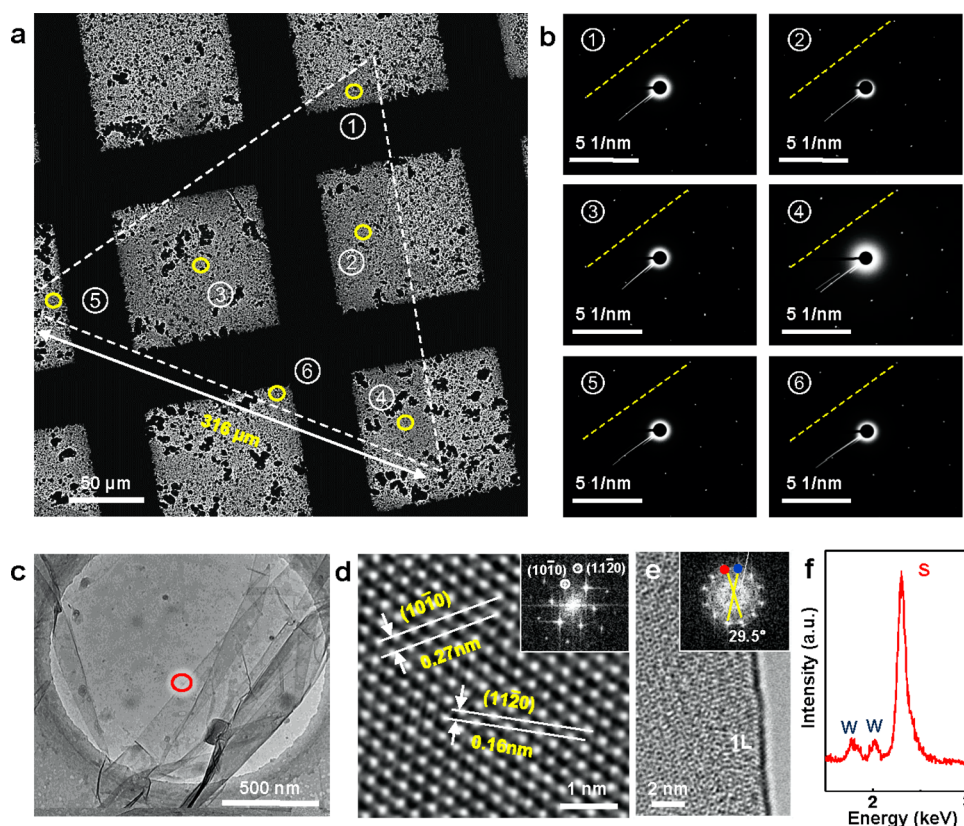 a
①
②
③
④
⑤
⑥
316 μm
50 μm
b
①
5 1/nm
②
5 1/nm
③
5 1/nm
④
5 1/nm
⑤
5 1/nm
⑥
5 1/nm
c
500 nm
d
(101̄0)
(112̄0)
(101̄0)
0.27nm
(112̄0)
0.16nm
1 nm
e
29.5°
1L
2 nm
f
S
W
W
Intensity (a.u.)
2
3
Energy (keV)